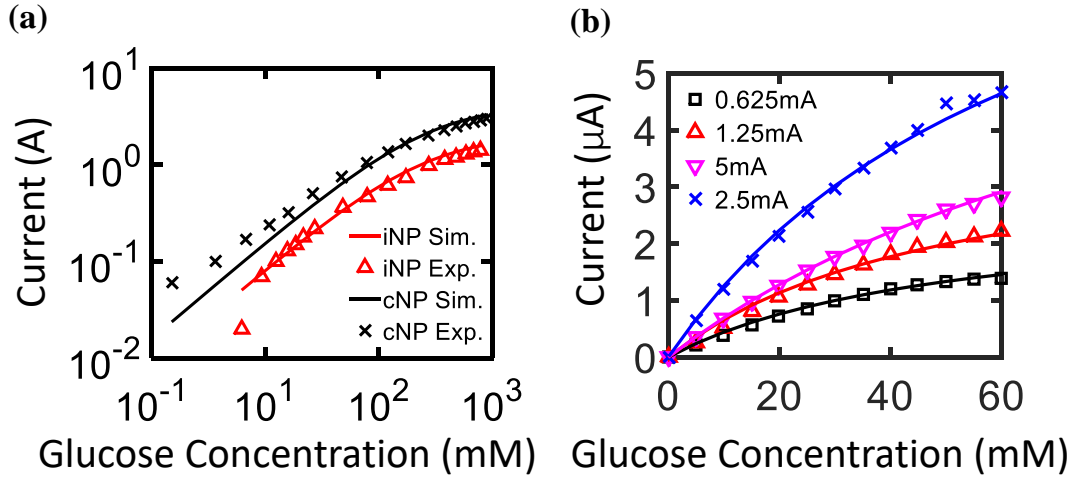 (a)
Current (A)
10^1
10^0
10^-1
10^-2
iNP Sim.
iNP Exp.
cNP Sim.
cNP Exp.
10^-1
10^1
10^2
10^3
Glucose Concentration (mM)
(b)
Current (µA)
5
4
3
2
1
0
0.625mA
1.25mA
5mA
2.5mA
0
20
40
60
Glucose Concentration (mM)